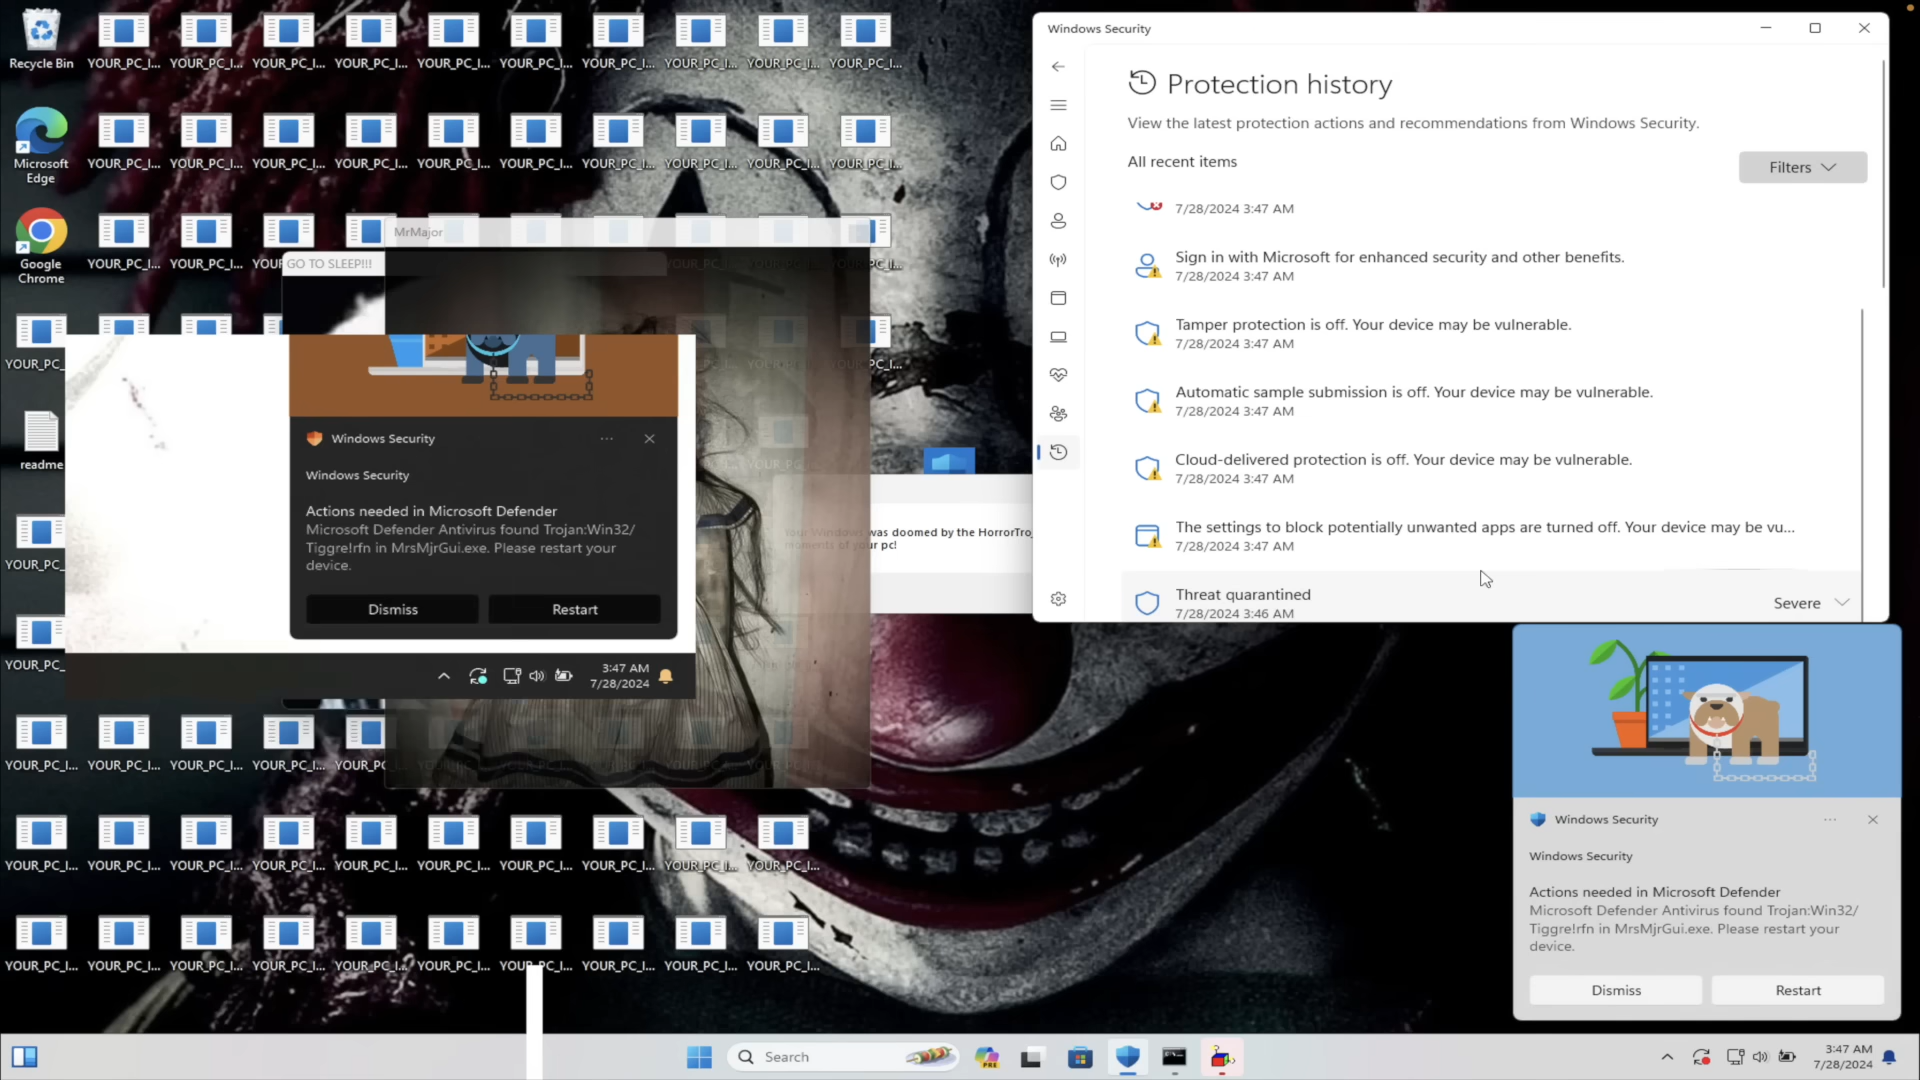 Recycle Bin
YOUR_PC_I... YOUR_PC_I... YOUR_PC_I... YOUR_PC_I... YOUR_PC_I... YOUR_PC_I... YOUR_PC_I... YOUR_PC_I... YOUR_PC_I... YOUR_PC_I...
Microsoft
Edge
YOUR_PC_I... YOUR_PC_I... YOUR_PC_I... YOUR_PC_I... YOUR_PC_I... YOUR_PC_I... YOUR_PC_I... YOUR_PC_I... YOUR_PC_I... YOUR_PC_I...
Google
Chrome
YOUR_PC_I... YOUR_PC_I...
MrMajor
GO TO SLEEP!!!
YOUR_PC_
readme
YOUR_PC_
YOUR_PC_
Windows Security
Windows Security
Actions needed in Microsoft Defender
Microsoft Defender Antivirus found Trojan:Win32/
Tiggre!rfn in MrsMjrGui.exe. Please restart your
device.
Dismiss
Restart
3:47 AM
7/28/2024
your Windows was doomed by the HorrorTro
moments of your pc!
YOUR_PC_I... YOUR_PC_I... YOUR_PC_I... YOUR_PC_I...
YOUR_PC_I... YOUR_PC_I... YOUR_PC_I... YOUR_PC_I... YOUR_PC_I... YOUR_PC_I... YOUR_PC_I... YOUR_PC_I... YOUR_PC_I... YOUR_PC_I...
YOUR_PC_I... YOUR_PC_I... YOUR_PC_I... YOUR_PC_I... YOUR_PC_I... YOUR_PC_I... YOUR_PC_I... YOUR_PC_I... YOUR_PC_I... YOUR_PC_I...
Windows Security
Protection history
View the latest protection actions and recommendations from Windows Security.
All recent items
Filters
7/28/2024 3:47 AM
Sign in with Microsoft for enhanced security and other benefits.
7/28/2024 3:47 AM
Tamper protection is off. Your device may be vulnerable.
7/28/2024 3:47 AM
Automatic sample submission is off. Your device may be vulnerable.
7/28/2024 3:47 AM
Cloud-delivered protection is off. Your device may be vulnerable.
7/28/2024 3:47 AM
The settings to block potentially unwanted apps are turned off. Your device may be vu...
7/28/2024 3:47 AM
Threat quarantined
7/28/2024 3:46 AM
Severe
Windows Security
Windows Security
Actions needed in Microsoft Defender
Microsoft Defender Antivirus found Trojan:Win32/
Tiggre!rfn in MrsMjrGui.exe. Please restart your
device.
Dismiss
Restart
Search
PRE
3:47 AM
7/28/2024